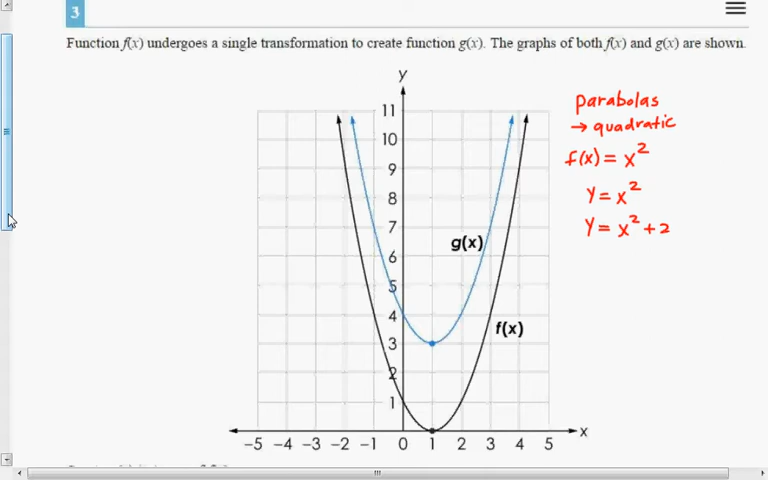 3
Function f(x) undergoes a single transformation to create function g(x). The graphs of both f(x) and g(x) are shown.
y
11
10
9
8
7
6
5
4
3
2
1
parabolas
→ quadratic
f(x) = x²
y = x²
y = x² + 2
g(x)
f(x)
x
-5 -4 -3 -2 -1 0 1 2 3 4 5